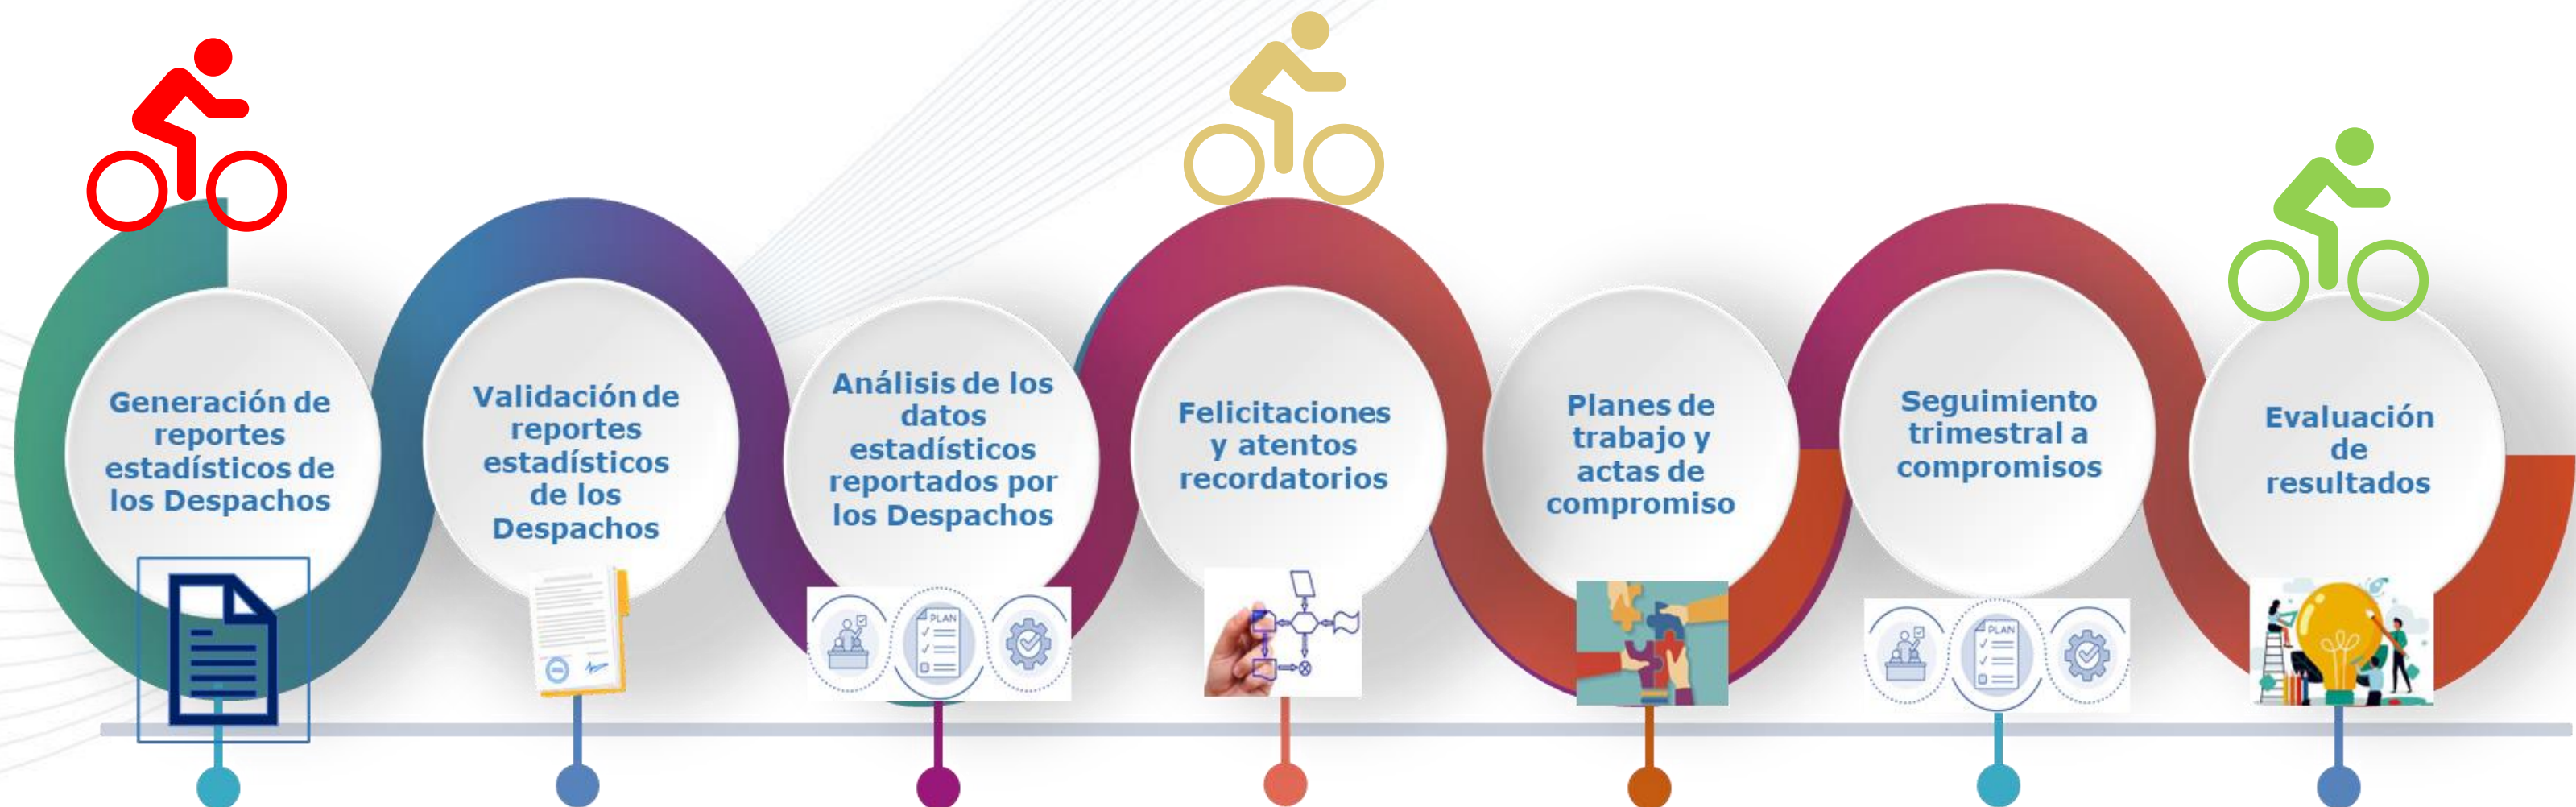 Generación de
reportes
estadísticos de
los Despachos
Validación de
reportes
estadísticos
de los
Despachos
Análisis de los
datos
estadísticos
reportados por
los Despachos
PLAN
Felicitaciones
y atentos
recordatorios
Planes de
trabajo y
actas de
compromiso
Seguimiento
trimestral a
compromisos
PLAN
Evaluación
de
resultados